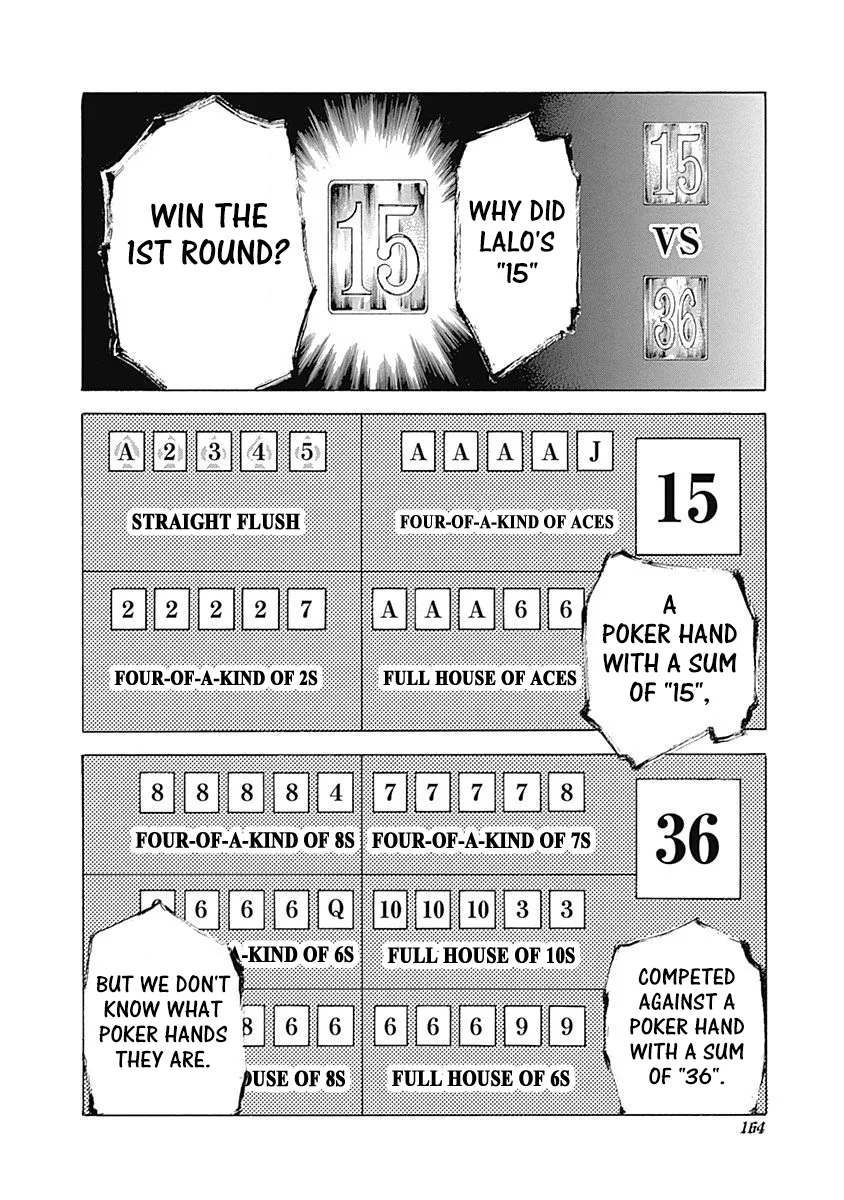 15
VS
36
WHY DID
LALO'S
"15"
15
WIN THE
1ST ROUND?
15
A A A A J
FOUR-OF-A-KIND OF ACES
A 2 3 4 5
STRAIGHT FLUSH
A
POKER HAND
WITH A SUM
OF "15",
A A A 6 6
FULL HOUSE OF ACES
2 2 2 2 7
FOUR-OF-A-KIND OF 2S
36
7 7 7 7 8
FOUR-OF-A-KIND OF 7S
8 8 8 8 4
FOUR-OF-A-KIND OF 8S
10 10 10 3 3
FULL HOUSE OF 10S
6 6 6 Q
A-KIND OF 6S
COMPETED
AGAINST A
POKER HAND
WITH A SUM
OF "36".
6 6 6 9 9
FULL HOUSE OF 6S
8 6 6
OUSE OF 8S
BUT WE DON'T
KNOW WHAT
POKER HANDS
THEY ARE.
164